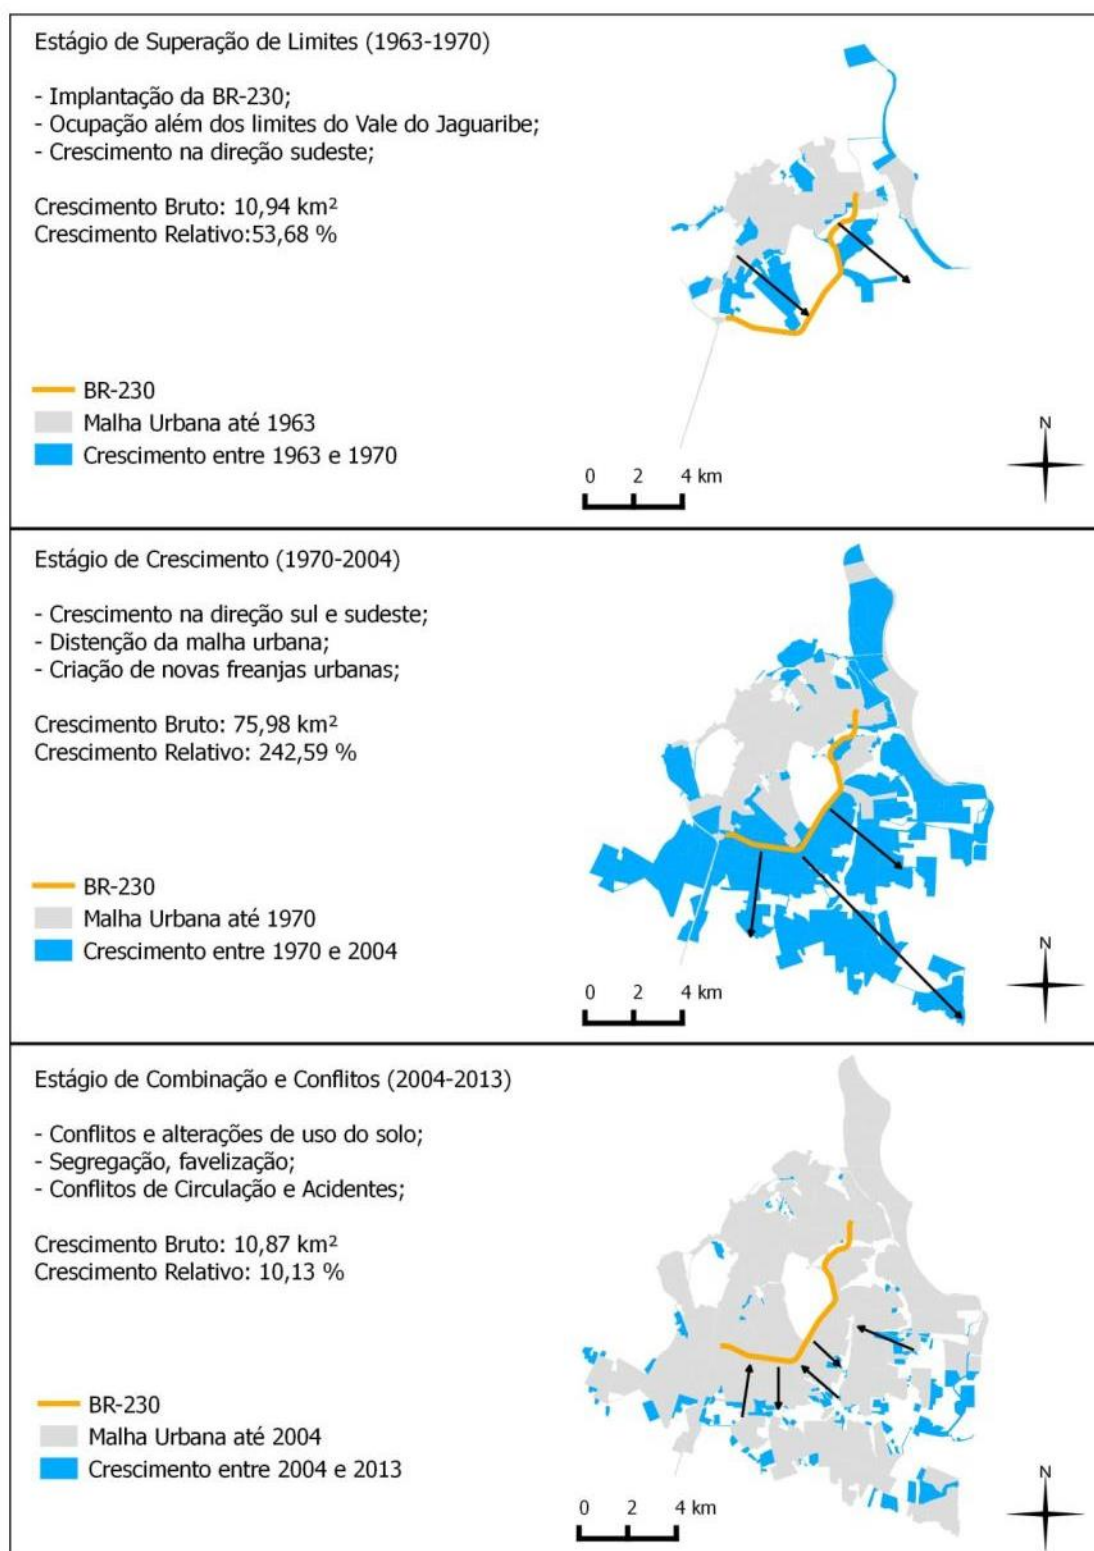 Estágio de Superação de Limites (1963-1970)
- Implantação da BR-230;
- Ocupação além dos limites do Vale do Jaguaribe;
- Crescimento na direção sudeste;
Crescimento Bruto: 10,94 km²
Crescimento Relativo:53,68 %
BR-230
Malha Urbana até 1963
Crescimento entre 1963 e 1970
0 2 4 km
N
Estágio de Crescimento (1970-2004)
- Crescimento na direção sul e sudeste;
- Distenção da malha urbana;
- Criação de novas freanjas urbanas;
Crescimento Bruto: 75,98 km²
Crescimento Relativo: 242,59 %
BR-230
Malha Urbana até 1970
Crescimento entre 1970 e 2004
0 2 4 km
N
Estágio de Combinação e Conflitos (2004-2013)
- Conflitos e alterações de uso do solo;
- Segregação, favelização;
- Conflitos de Circulação e Acidentes;
Crescimento Bruto: 10,87 km²
Crescimento Relativo: 10,13 %
BR-230
Malha Urbana até 2004
Crescimento entre 2004 e 2013
0 2 4 km
N